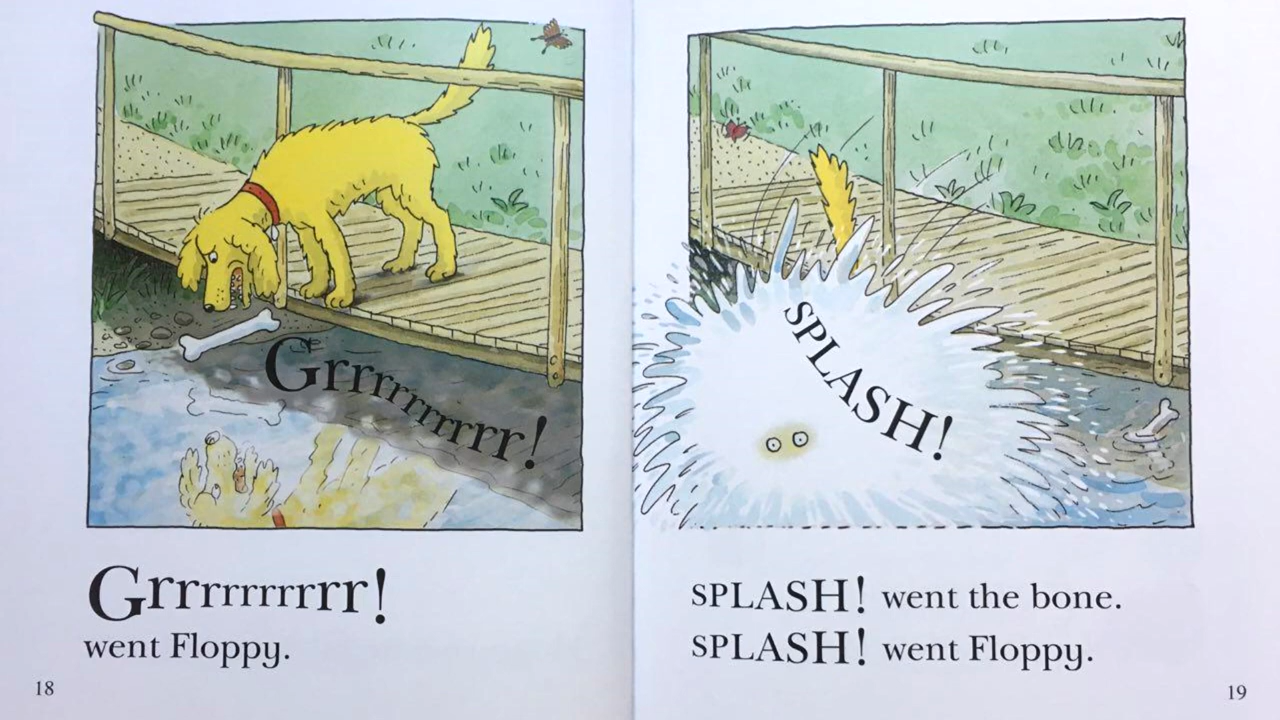 Grrrrrrrrr!
Grrrrrrrrr!
went Floppy.
18
SPLASH!
SPLASH! went the bone.
SPLASH! went Floppy.
19